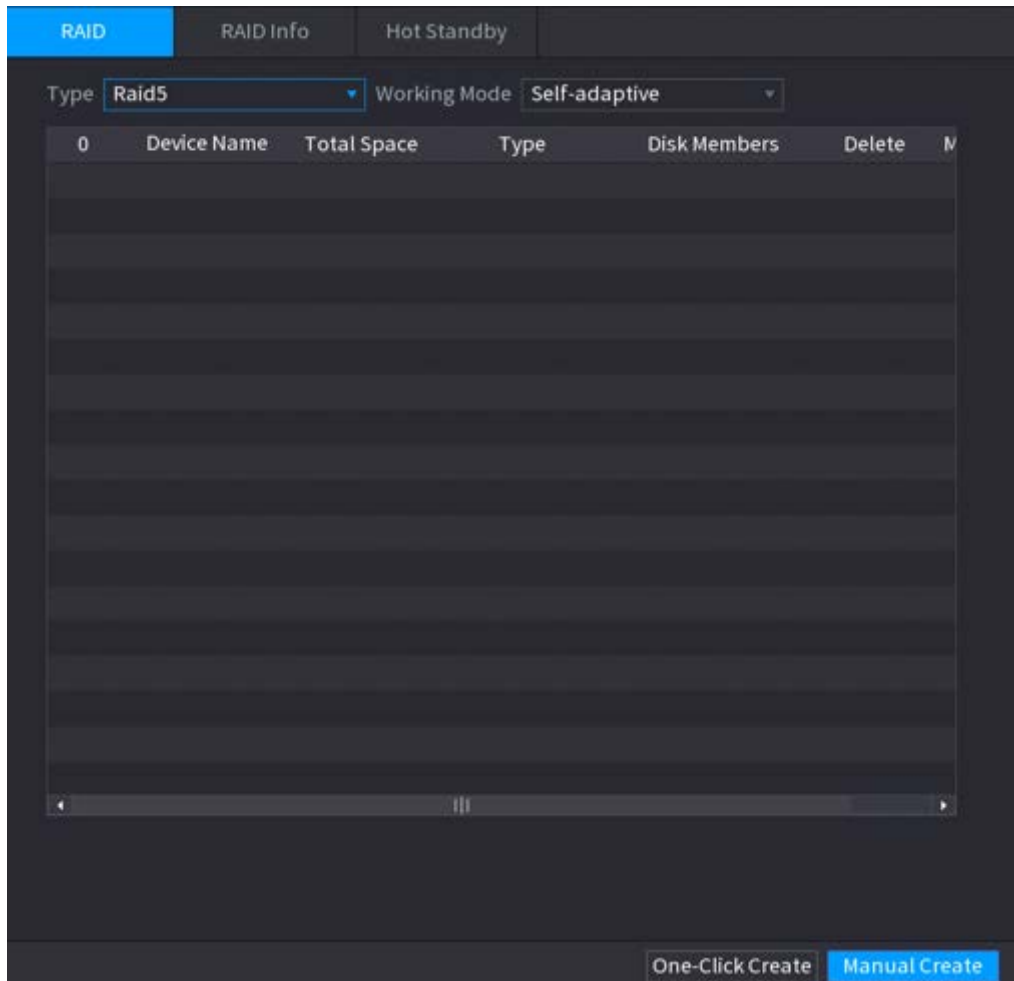 RAID RAID Info Hot Standby
Type Raid5 Working Mode Self-adaptive
0 Device Name Total Space Type Disk Members Delete M
One-Click Create Manual Create